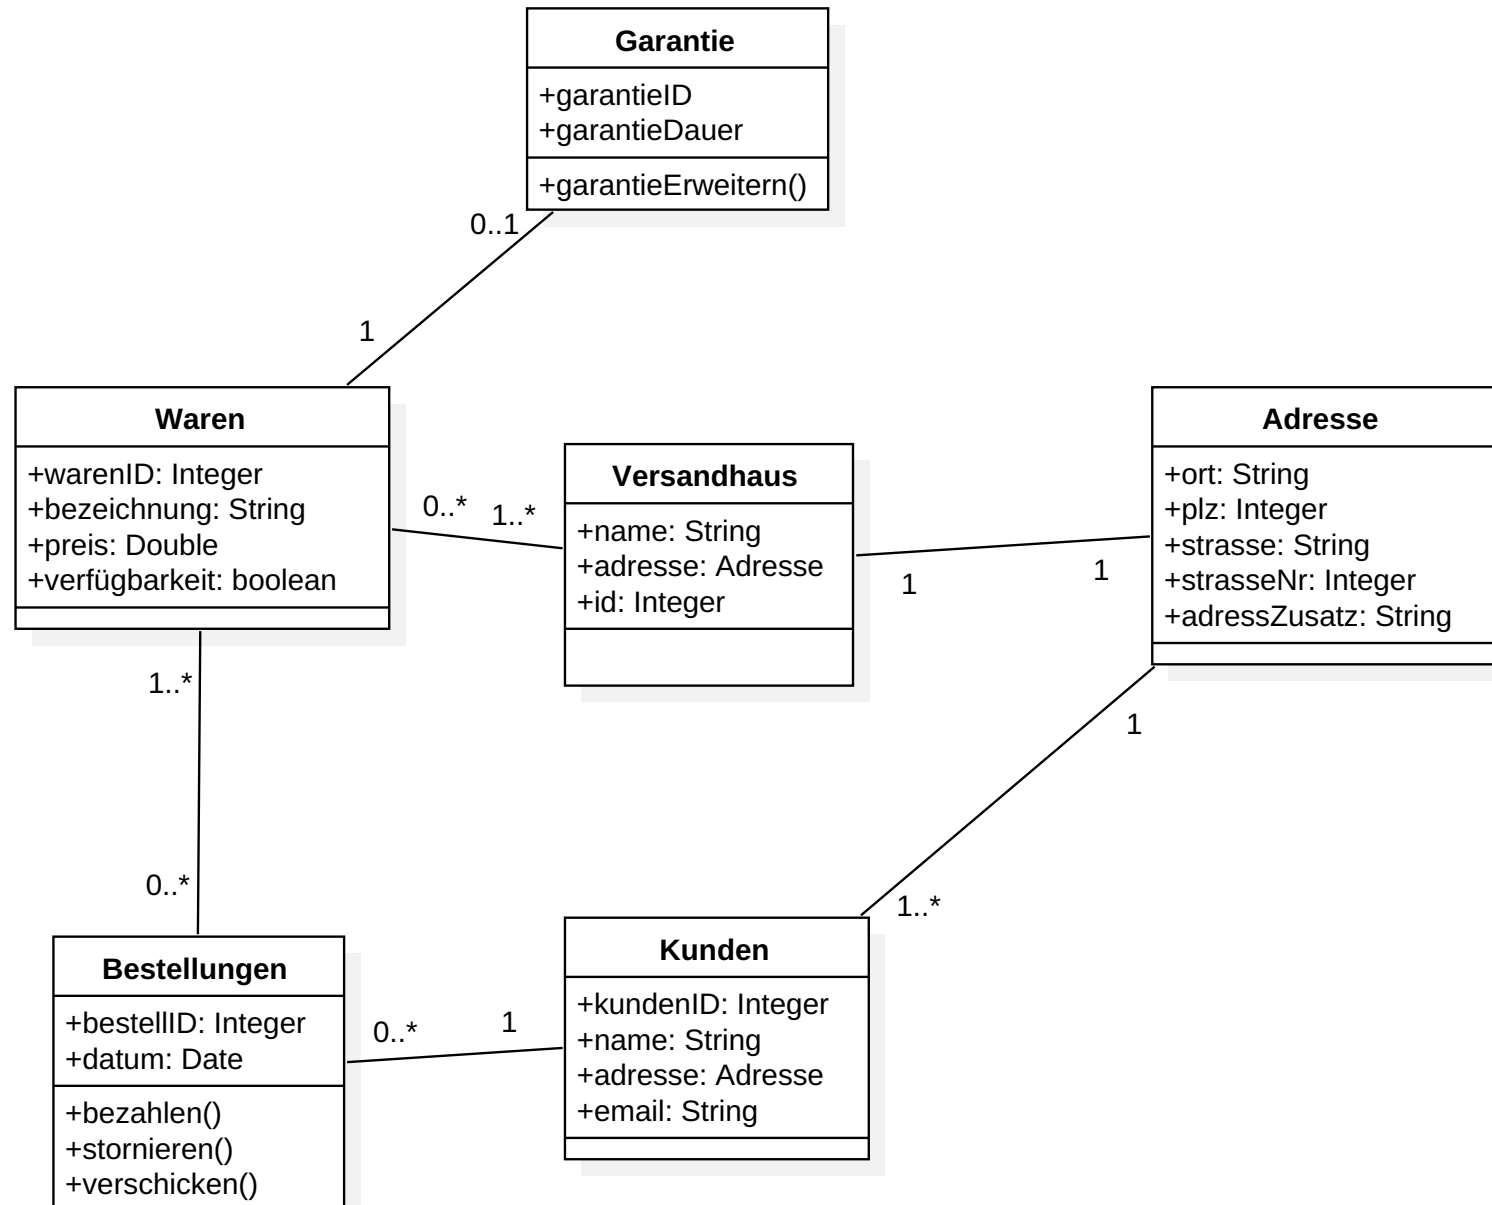 Garantie
+garantieID
+garantieDauer
+garantieErweitern()
0..1
1
Waren
+warenID: Integer
+bezeichnung: String
+preis: Double
+verfügbarkeit: boolean
0..*
1..*
Versandhaus
+name: String
+adresse: Adresse
+id: Integer
1
1
Adresse
+ort: String
+plz: Integer
+strasse: String
+strasseNr: Integer
+adressZusatz: String
1..*
0..*
1
1..*
Bestellungen
+bestellID: Integer
+datum: Date
+bezahlen()
+stornieren()
+verschicken()
0..*
1
Kunden
+kundenID: Integer
+name: String
+adresse: Adresse
+email: String